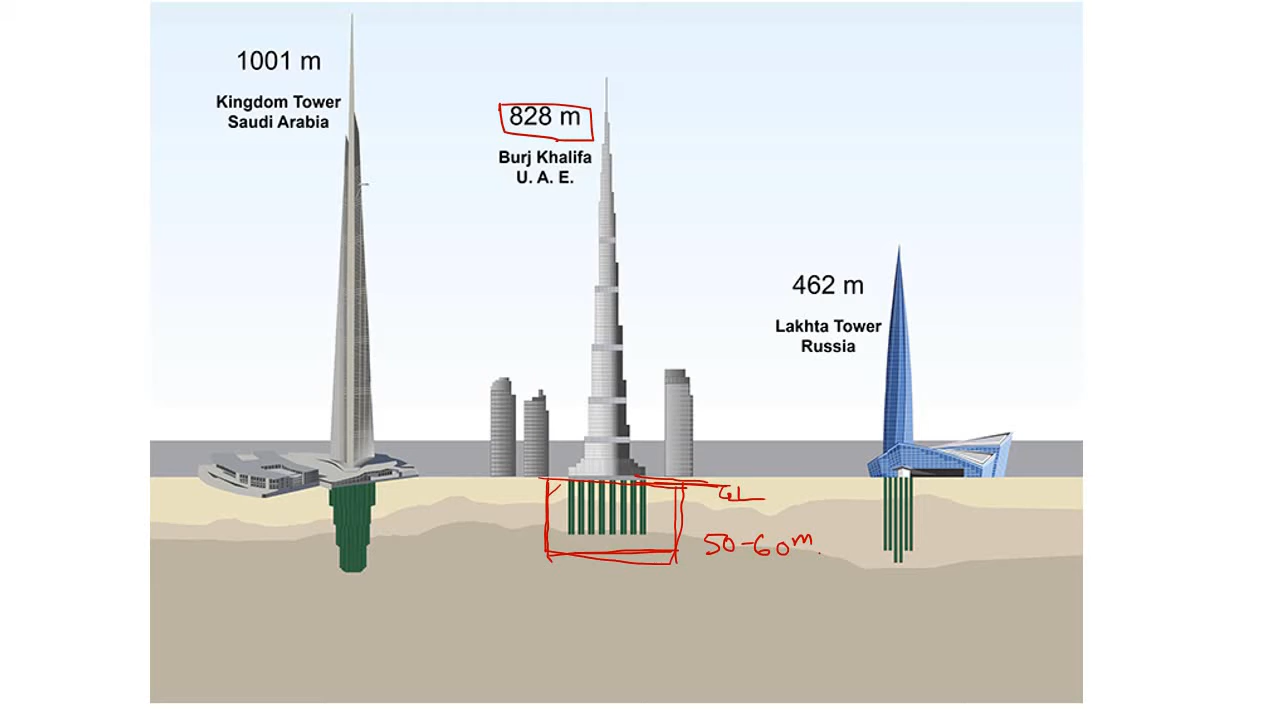 1001 m
Kingdom Tower
Saudi Arabia
828 m
Burj Khalifa
U. A. E.
462 m
Lakhta Tower
Russia
GL
50-60m.